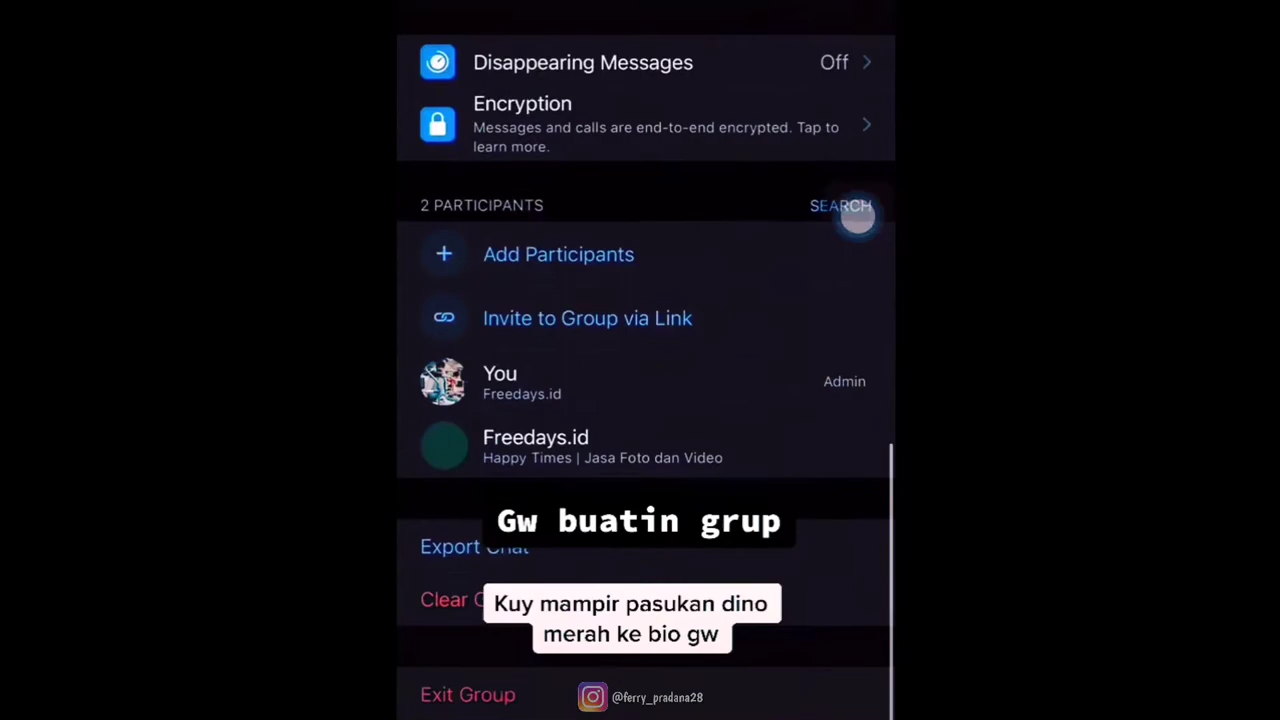 Disappearing Messages
Off
Encryption
Messages and calls are end-to-end encrypted. Tap to
learn more.
2 PARTICIPANTS
SEARCH
Add Participants
Invite to Group via Link
You
Freedays.id
Admin
Freedays.id
Happy Times | Jasa Foto dan Video
Gw buatin grup
Export Chat
Clear
Kuy mampir pasukan dino
merah ke bio gw
Exit Group
@ferry_pradana28